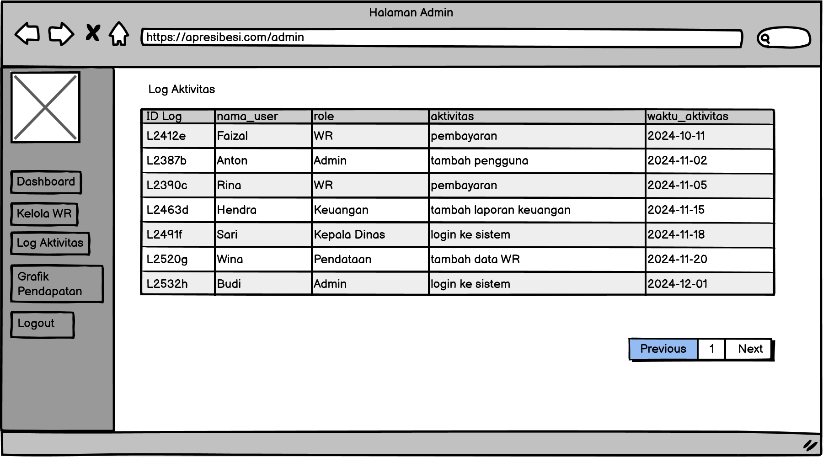 Halaman Admin
https://apresibesi.com/admin
Log Aktivitas
ID Log nama_user role aktivitas waktu_aktivitas
L2412e Faizal WR pembayaran 2024-10-11
L2387b Anton Admin tambah pengguna 2024-11-02
L2390c Rina WR pembayaran 2024-11-05
L2463d Hendra Keuangan tambah laporan keuangan 2024-11-15
L2491f Sari Kepala Dinas login ke sistem 2024-11-18
L2520g Wina Pendataan tambah data WR 2024-11-20
L2532h Budi Admin login ke sistem 2024-12-01
Dashboard
Kelola WR
Log Aktivitas
Grafik
Pendapatan
Logout
Previous 1 Next